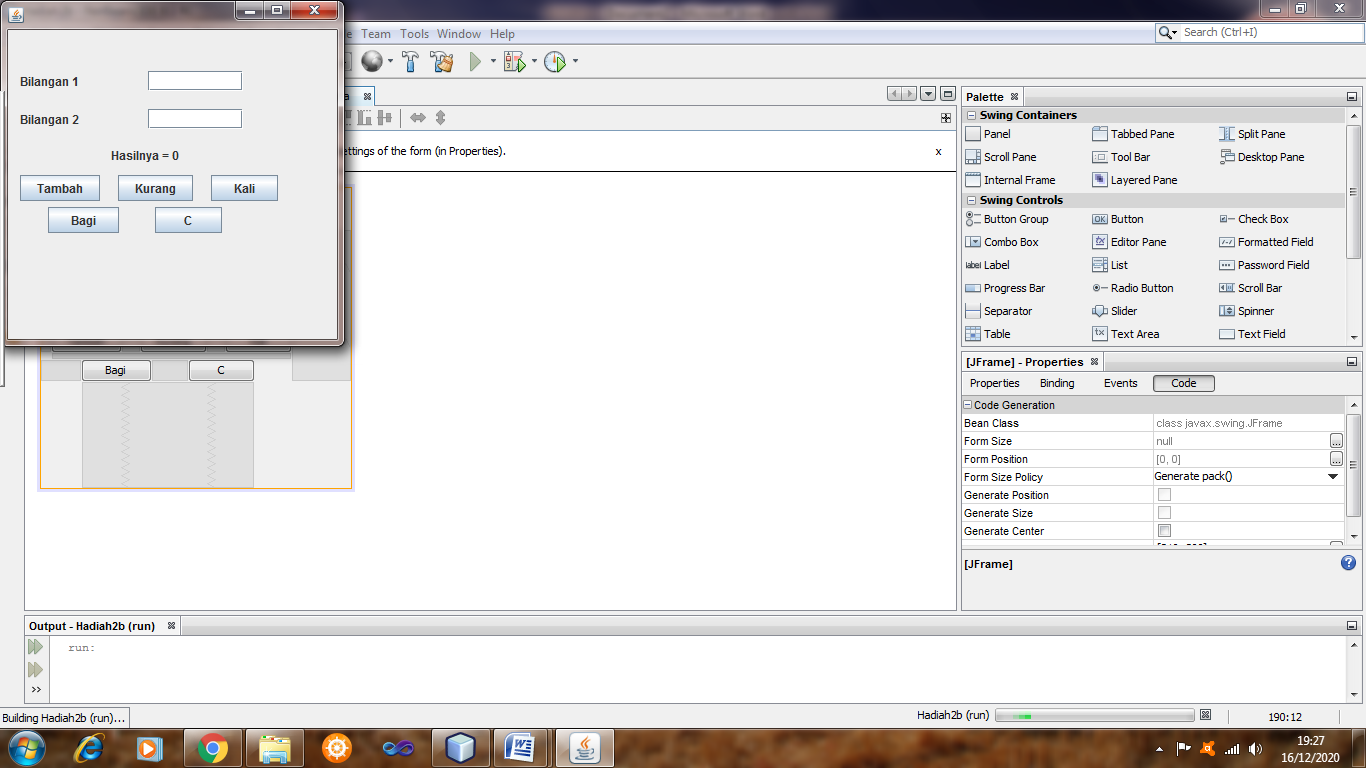 e Team Tools Window Help
Search (Ctrl+I)
Bilangan 1
Bilangan 2
Hasilnya = 0
Tambah Kurang Kali
Bagi C
a
ettings of the form (in Properties). x
Bagi C
Palette
Swing Containers
Panel Tabbed Pane Split Pane
Scroll Pane Tool Bar Desktop Pane
Internal Frame Layered Pane
Swing Controls
Button Group OK Button Check Box
Combo Box Editor Pane Formatted Field
label Label List Password Field
Progress Bar Radio Button Scroll Bar
Separator Slider Spinner
Table Text Area Text Field
[JFrame] - Properties
Properties Binding Events Code
Code Generation
Bean Class class javax.swing.JFrame
Form Size null ...
Form Position [0, 0] ...
Form Size Policy Generate pack()
Generate Position
Generate Size
Generate Center
[JFrame]
Output - Hadiah2b (run)
run:
Building Hadiah2b (run)...
Hadiah2b (run) 190:12
19:27
16/12/2020